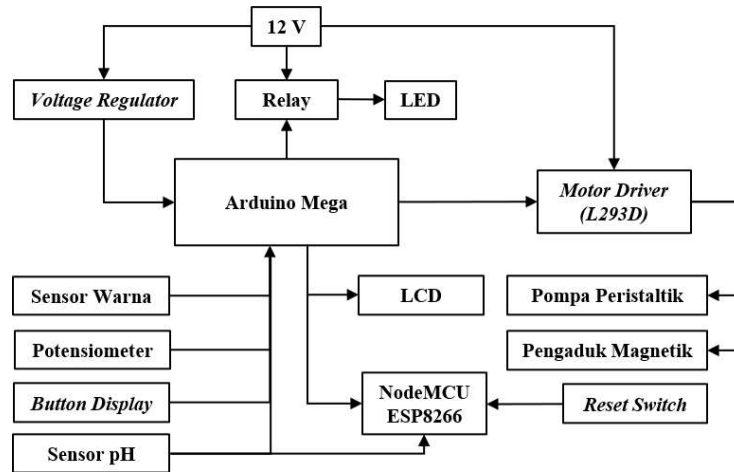 12 V
Voltage Regulator
Relay
LED
Arduino Mega
Motor Driver
(L293D)
Sensor Warna
LCD
Pompa Peristaltik
Potensiometer
Pengaduk Magnetik
Button Display
NodeMCU
ESP8266
Reset Switch
Sensor pH